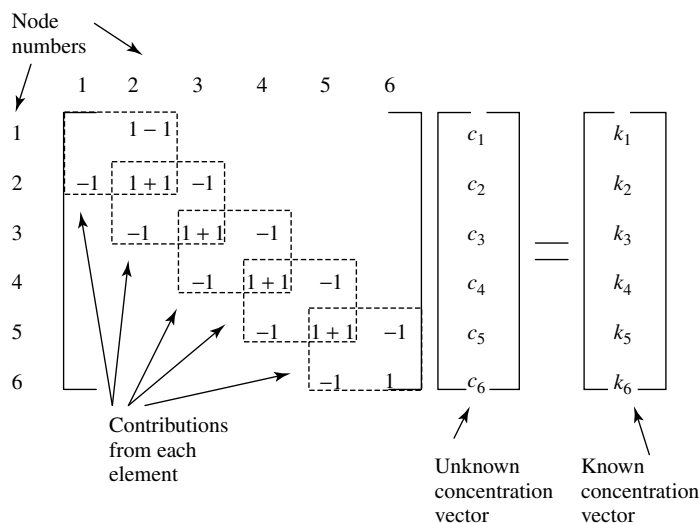 Node
numbers
1 2 3 4 5 6
1 1 − 1 c1 k1
2 −1 1 + 1 −1 c2 k2
3 −1 1 + 1 −1 c3 = k3
4 −1 1 + 1 −1 c4 k4
5 −1 1 + 1 −1 c5 k5
6 −1 1 c6 k6
Contributions
from each
element
Unknown
concentration
vector
Known
concentration
vector